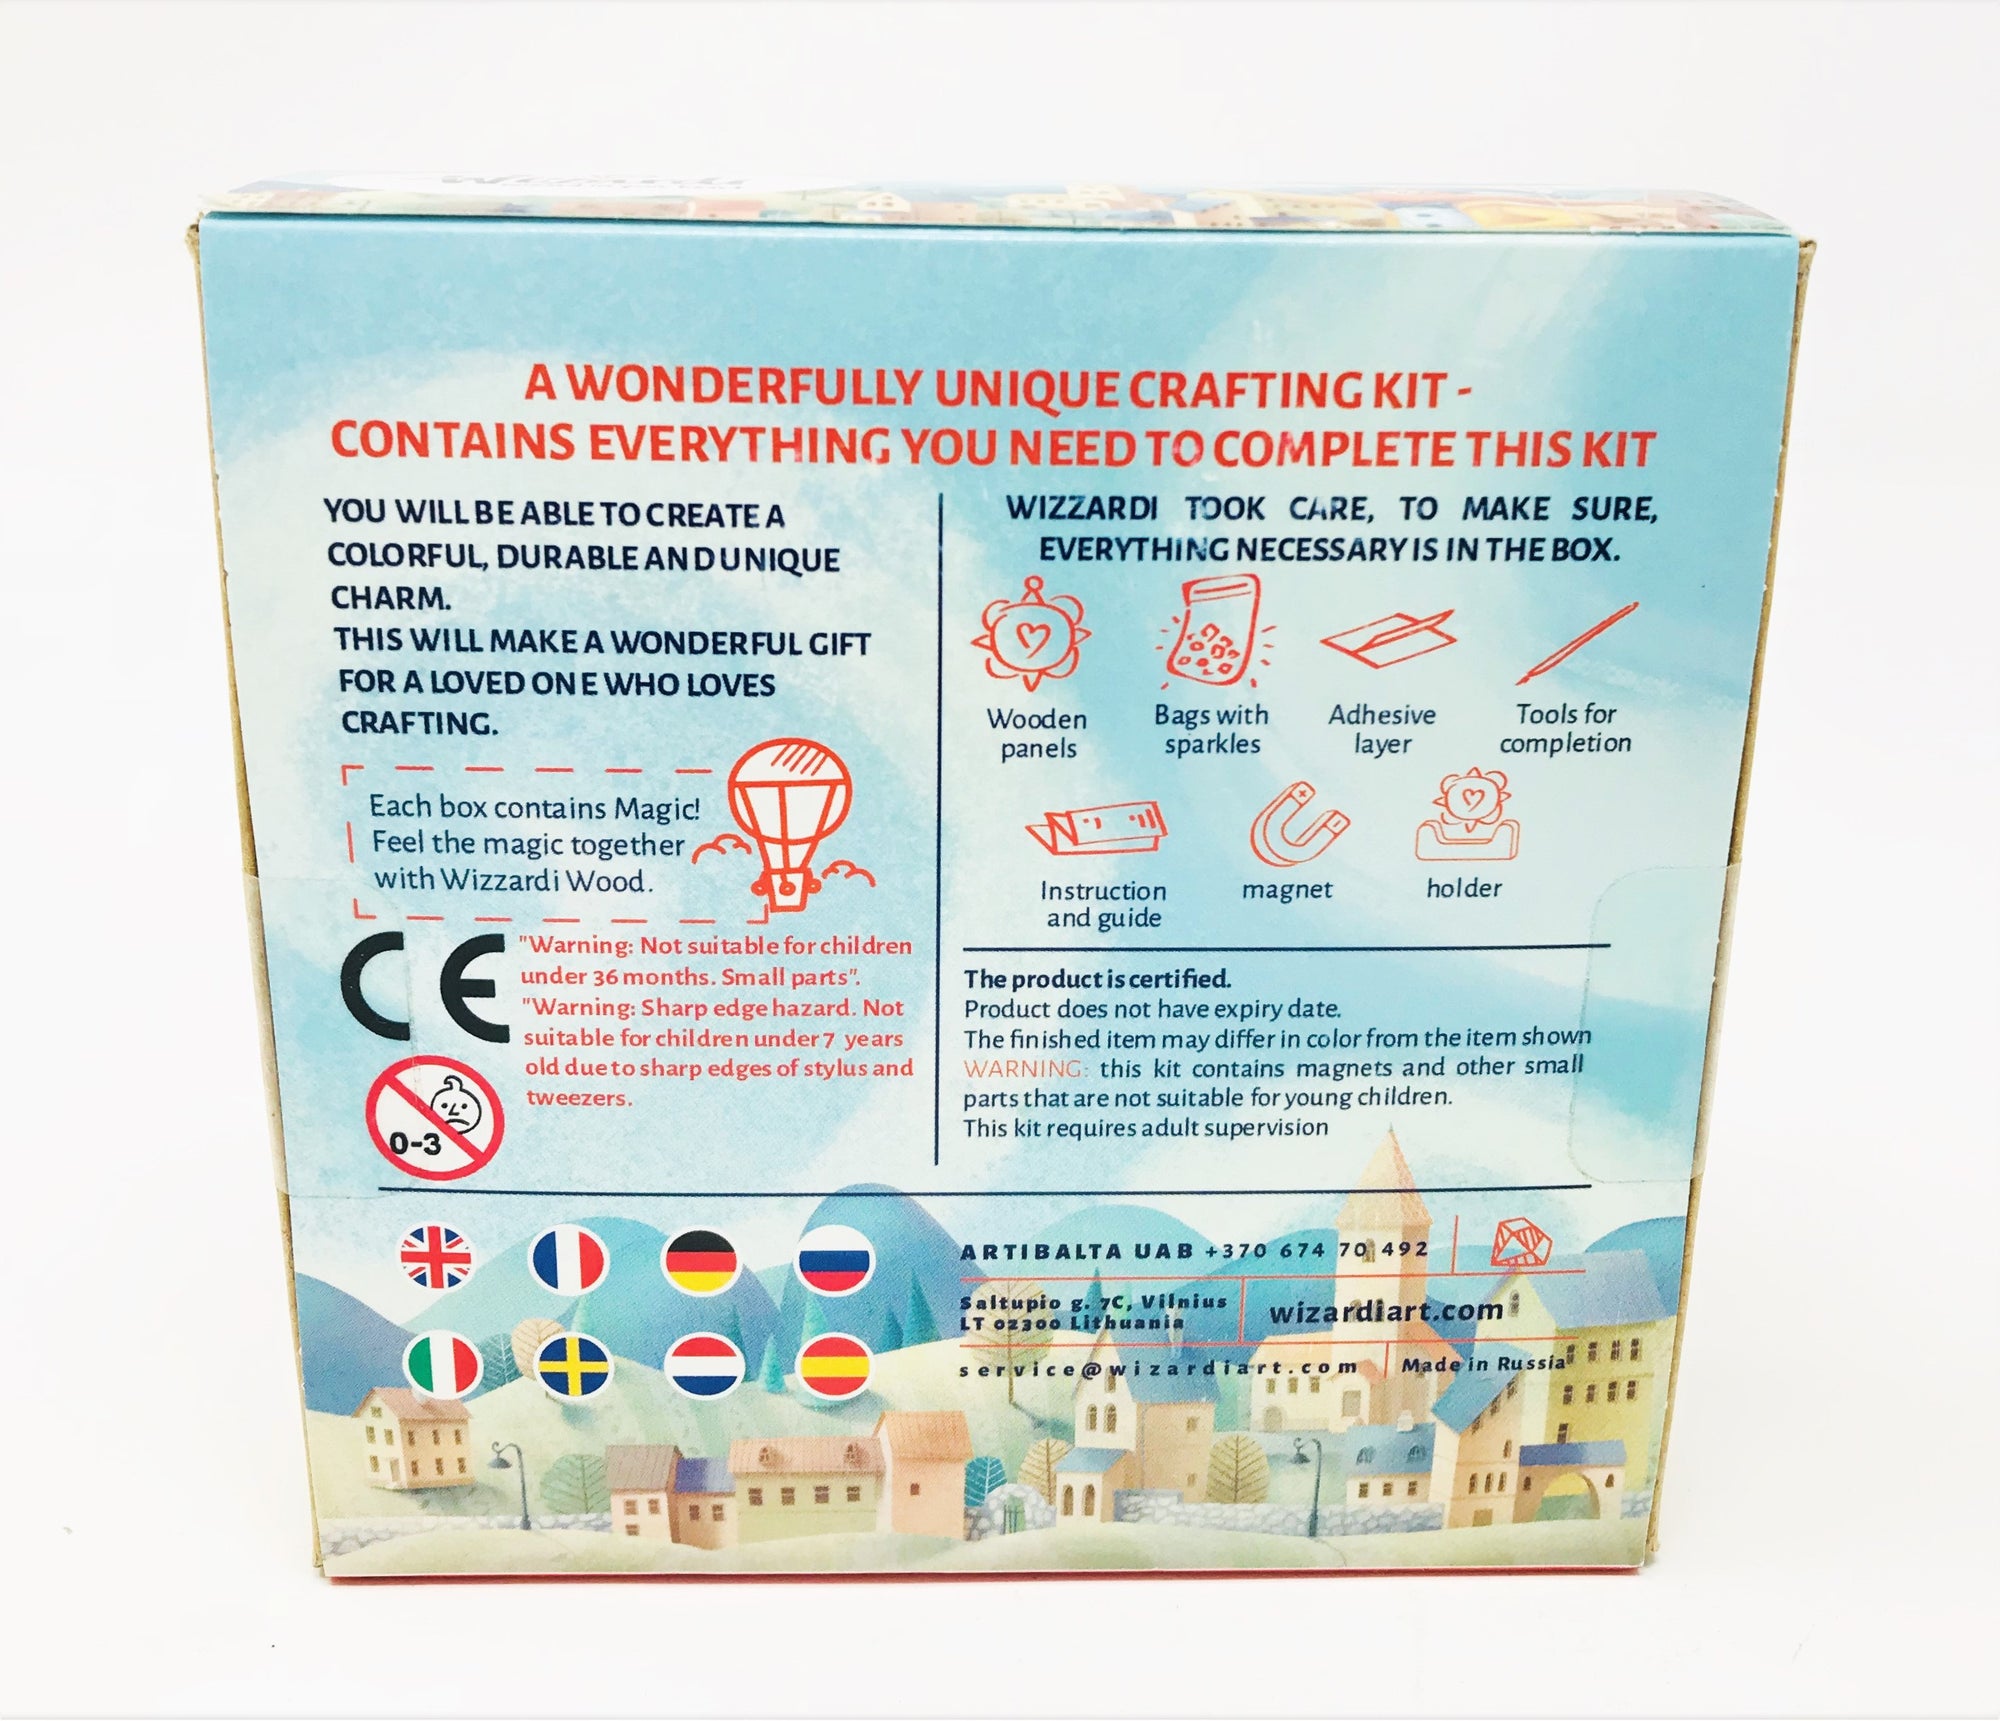 A WONDERFULLY UNIQUE CRAFTING KIT -
CONTAINS EVERYTHING YOU NEED TO COMPLETE THIS KIT
YOU WILL BE ABLE TO CREATE A
COLORFUL, DURABLE AND UNIQUE
CHARM.
THIS WILL MAKE A WONDERFUL GIFT
FOR A LOVED ONE WHO LOVES
CRAFTING.
Each box contains Magic!
Feel the magic together
with Wizzardi Wood.
CE
"Warning: Not suitable for children
under 36 months. Small parts".
"Warning: Sharp edge hazard. Not
suitable for children under 7 years
old due to sharp edges of stylus and
tweezers.
0-3
WIZZARDI TOOK CARE, TO MAKE SURE,
EVERYTHING NECESSARY IS IN THE BOX.
Wooden
panels
Bags with
sparkles
Adhesive
layer
Tools for
completion
Instruction
and guide
magnet
holder
The product is certified.
Product does not have expiry date.
The finished item may differ in color from the item shown
WARNING: this kit contains magnets and other small
parts that are not suitable for young children.
This kit requires adult supervision
ARTIBALTA UAB +370 674 70 492
Saltupio g. 7C, Vilnius
LT 02300 Lithuania
wizardiart.com
service@wizardiart.com
Made in Russia